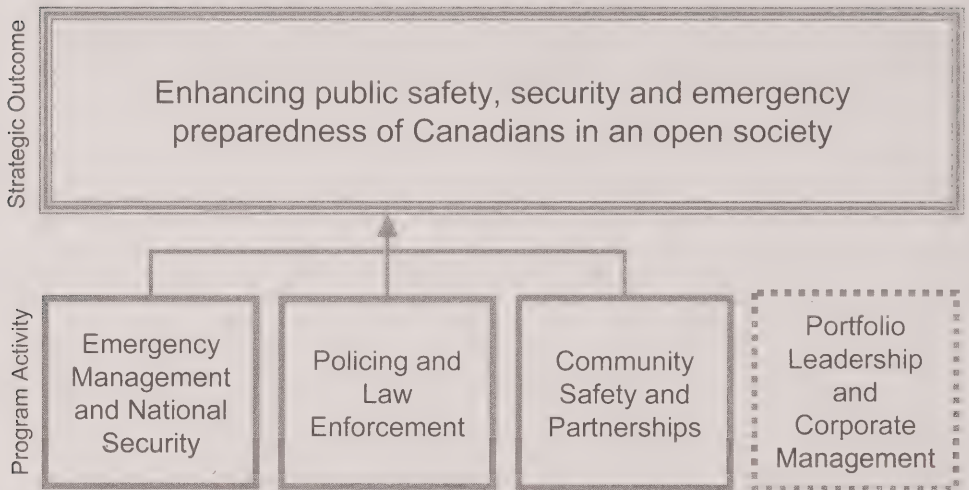 Strategic Outcome
Enhancing public safety, security and emergency
preparedness of Canadians in an open society
Program Activity
Emergency
Management
and National
Security
Policing and
Law
Enforcement
Community
Safety and
Partnerships
Portfolio
Leadership
and
Corporate
Management